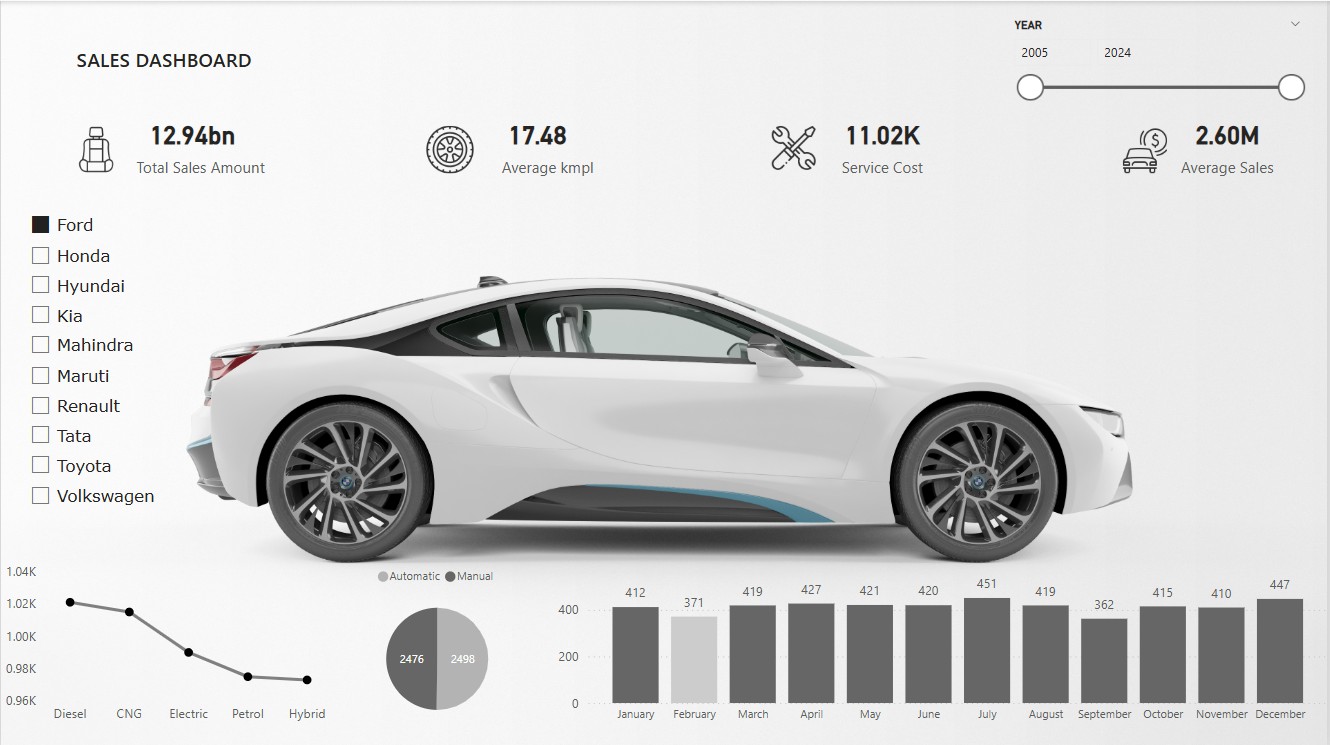 SALES DASHBOARD
YEAR
2005 2024
12.94bn
Total Sales Amount
17.48
Average kmpl
11.02K
Service Cost
2.60M
Average Sales
Ford
Honda
Hyundai
Kia
Mahindra
Maruti
Renault
Tata
Toyota
Volkswagen
1.04K
1.02K
1.00K
0.98K
0.96K
Diesel CNG Electric Petrol Hybrid
Automatic Manual
2476 2498
412 371 419 427 421 420 451 419 362 415 410 447
400
200
0
January February March April May June July August September October November December